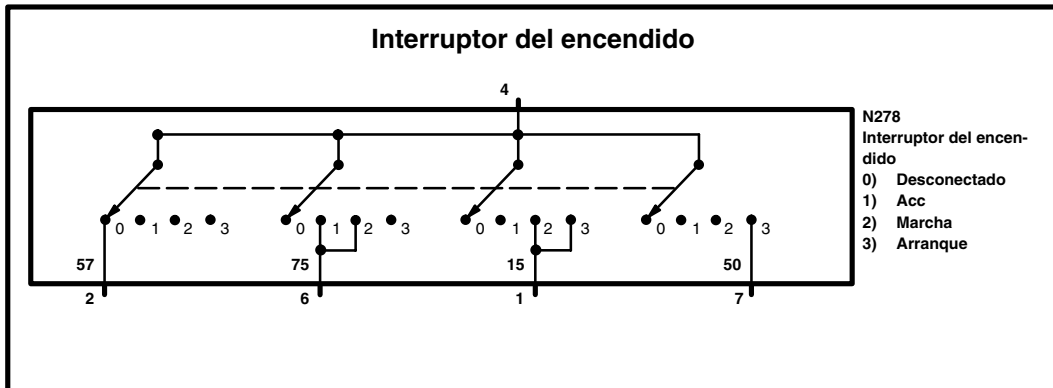 Interruptor del encendido
4
N278
Interruptor del encen-
dido
0) Desconectado
1) Acc
2) Marcha
3) Arranque
0 1 2 3 0 1 2 3 0 1 2 3 0 1 2 3
57 75 15 50
2 6 1 7